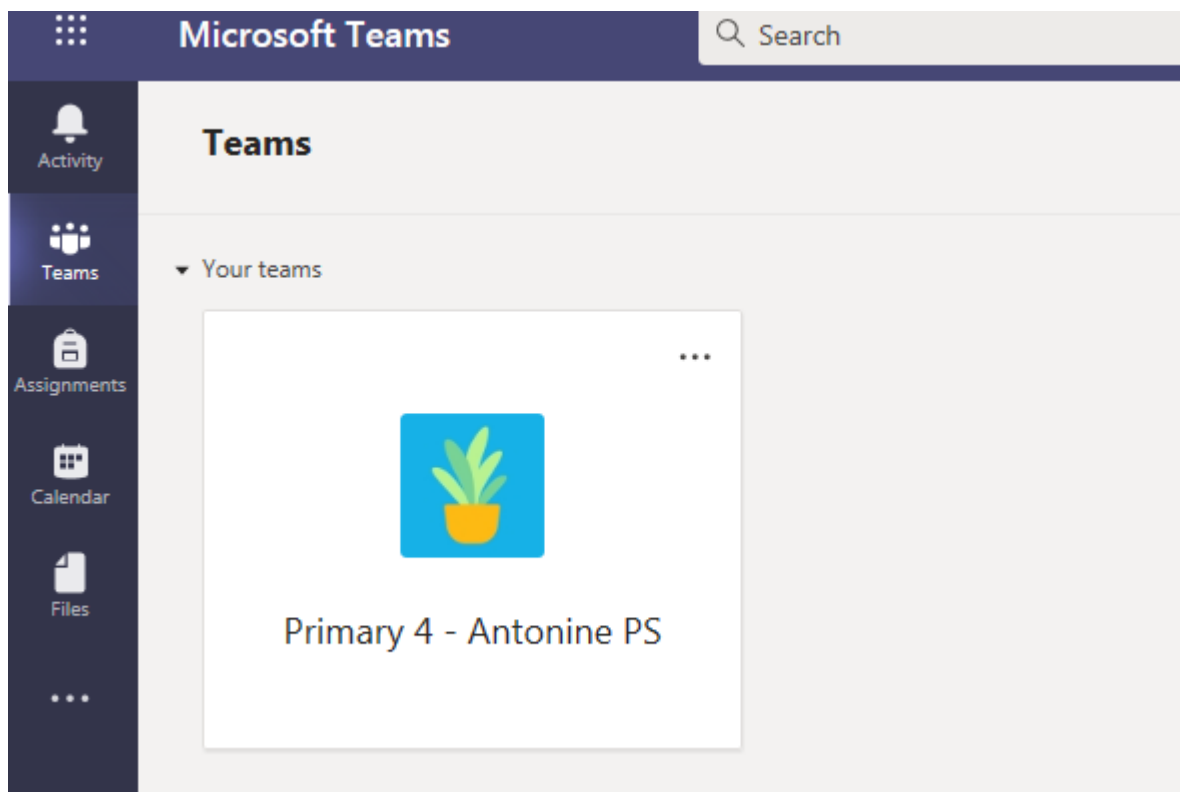 Microsoft Teams
Search
Activity
Teams
Assignments
Calendar
Files
Teams
Your teams
Primary 4 - Antonine PS